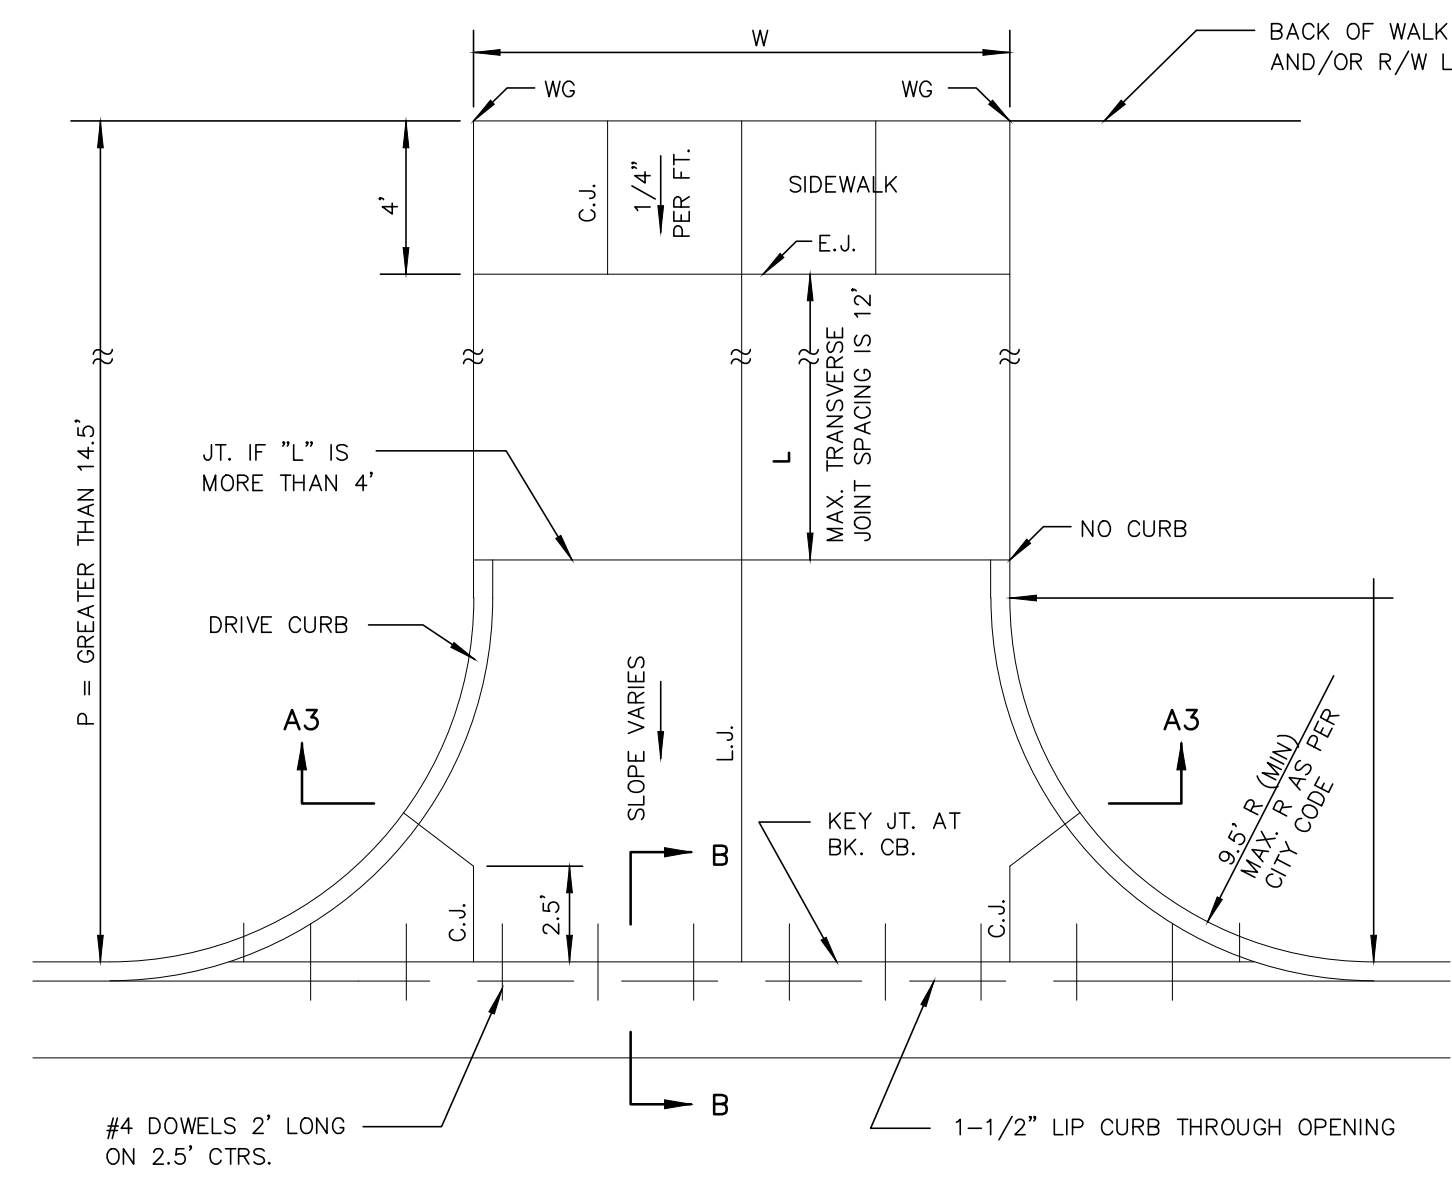 W
BACK OF WALK
AND/OR R/W L
WG
WG
4'
C.J.
1/4"
PER FT.
SIDEWALK
E.J.
P = GREATER THAN 14.5'
L
MAX. TRANSVERSE
JOINT SPACING IS 12'
JT. IF "L" IS
MORE THAN 4'
NO CURB
DRIVE CURB
SLOPE VARIES
L.J.
A3
A3
9.5' R (MIN)
MAX. R AS PER
CITY CODE
KEY JT. AT
BK. CB.
B
C.J.
2.5'
C.J.
B
#4 DOWELS 2' LONG
ON 2.5' CTRS.
1-1/2" LIP CURB THROUGH OPENING